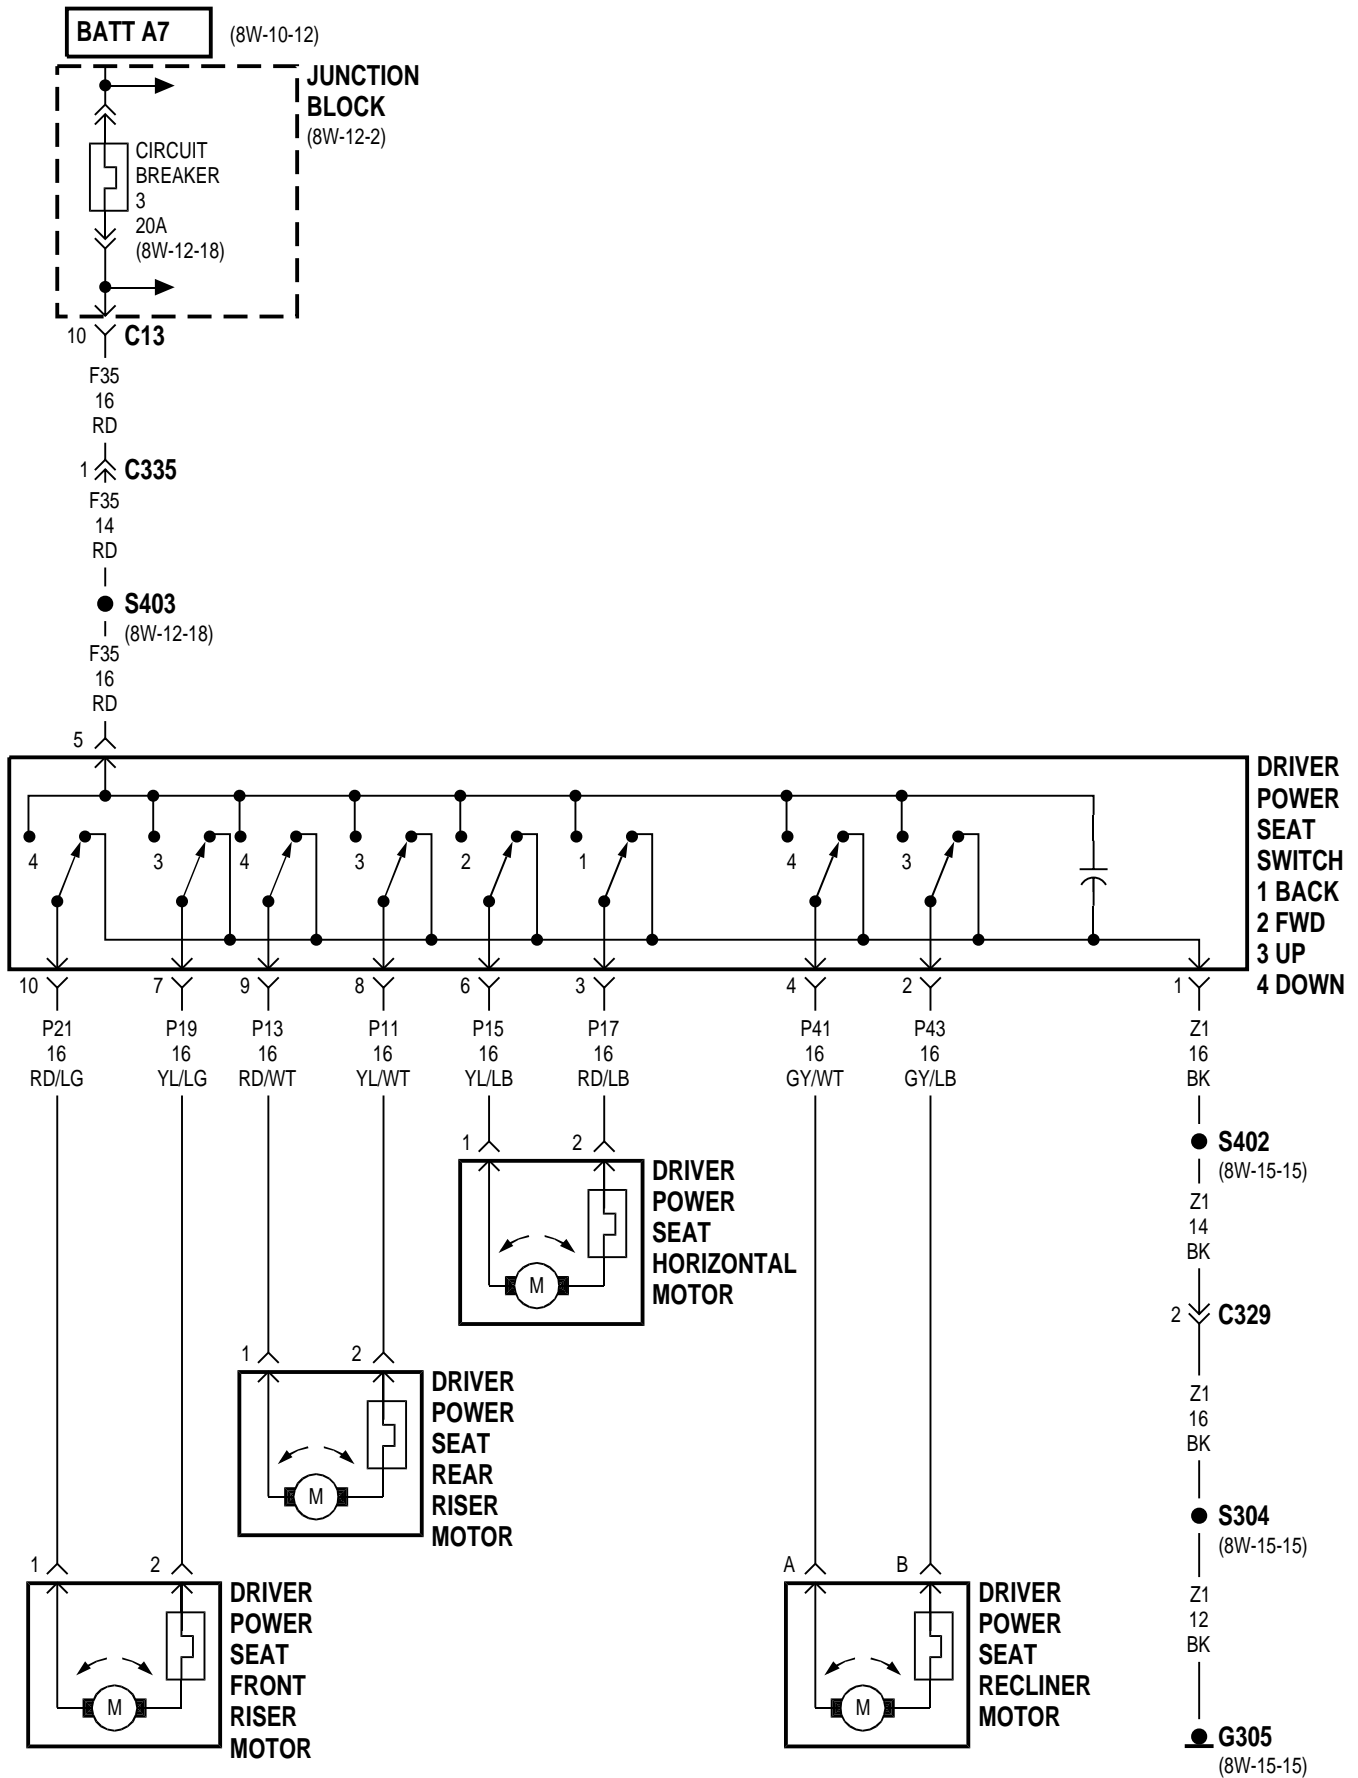 BATT A7 (8W-10-12)
JUNCTION
BLOCK
(8W-12-2)
CIRCUIT
BREAKER
3
20A
(8W-12-18)
10 C13
F35
16
RD
1 C335
F35
14
RD
S403
(8W-12-18)
F35
16
RD
5
DRIVER
POWER
SEAT
SWITCH
1 BACK
2 FWD
3 UP
4 DOWN
4 3 4 3 2 1 4 3
10 7 9 8 6 3 4 2 1
P21 P19 P13 P11 P15 P17 P41 P43 Z1
16 16 16 16 16 16 16 16 16
RD/LG YL/LG RD/WT YL/WT YL/LB RD/LB GY/WT GY/LB BK
1 2
DRIVER
POWER
SEAT
HORIZONTAL
MOTOR
M
S402
(8W-15-15)
Z1
14
BK
2 C329
1 2
DRIVER
POWER
SEAT
REAR
RISER
MOTOR
M
Z1
16
BK
S304
(8W-15-15)
1 2
DRIVER
POWER
SEAT
FRONT
RISER
MOTOR
M
A B
DRIVER
POWER
SEAT
RECLINER
MOTOR
M
Z1
12
BK
G305
(8W-15-15)